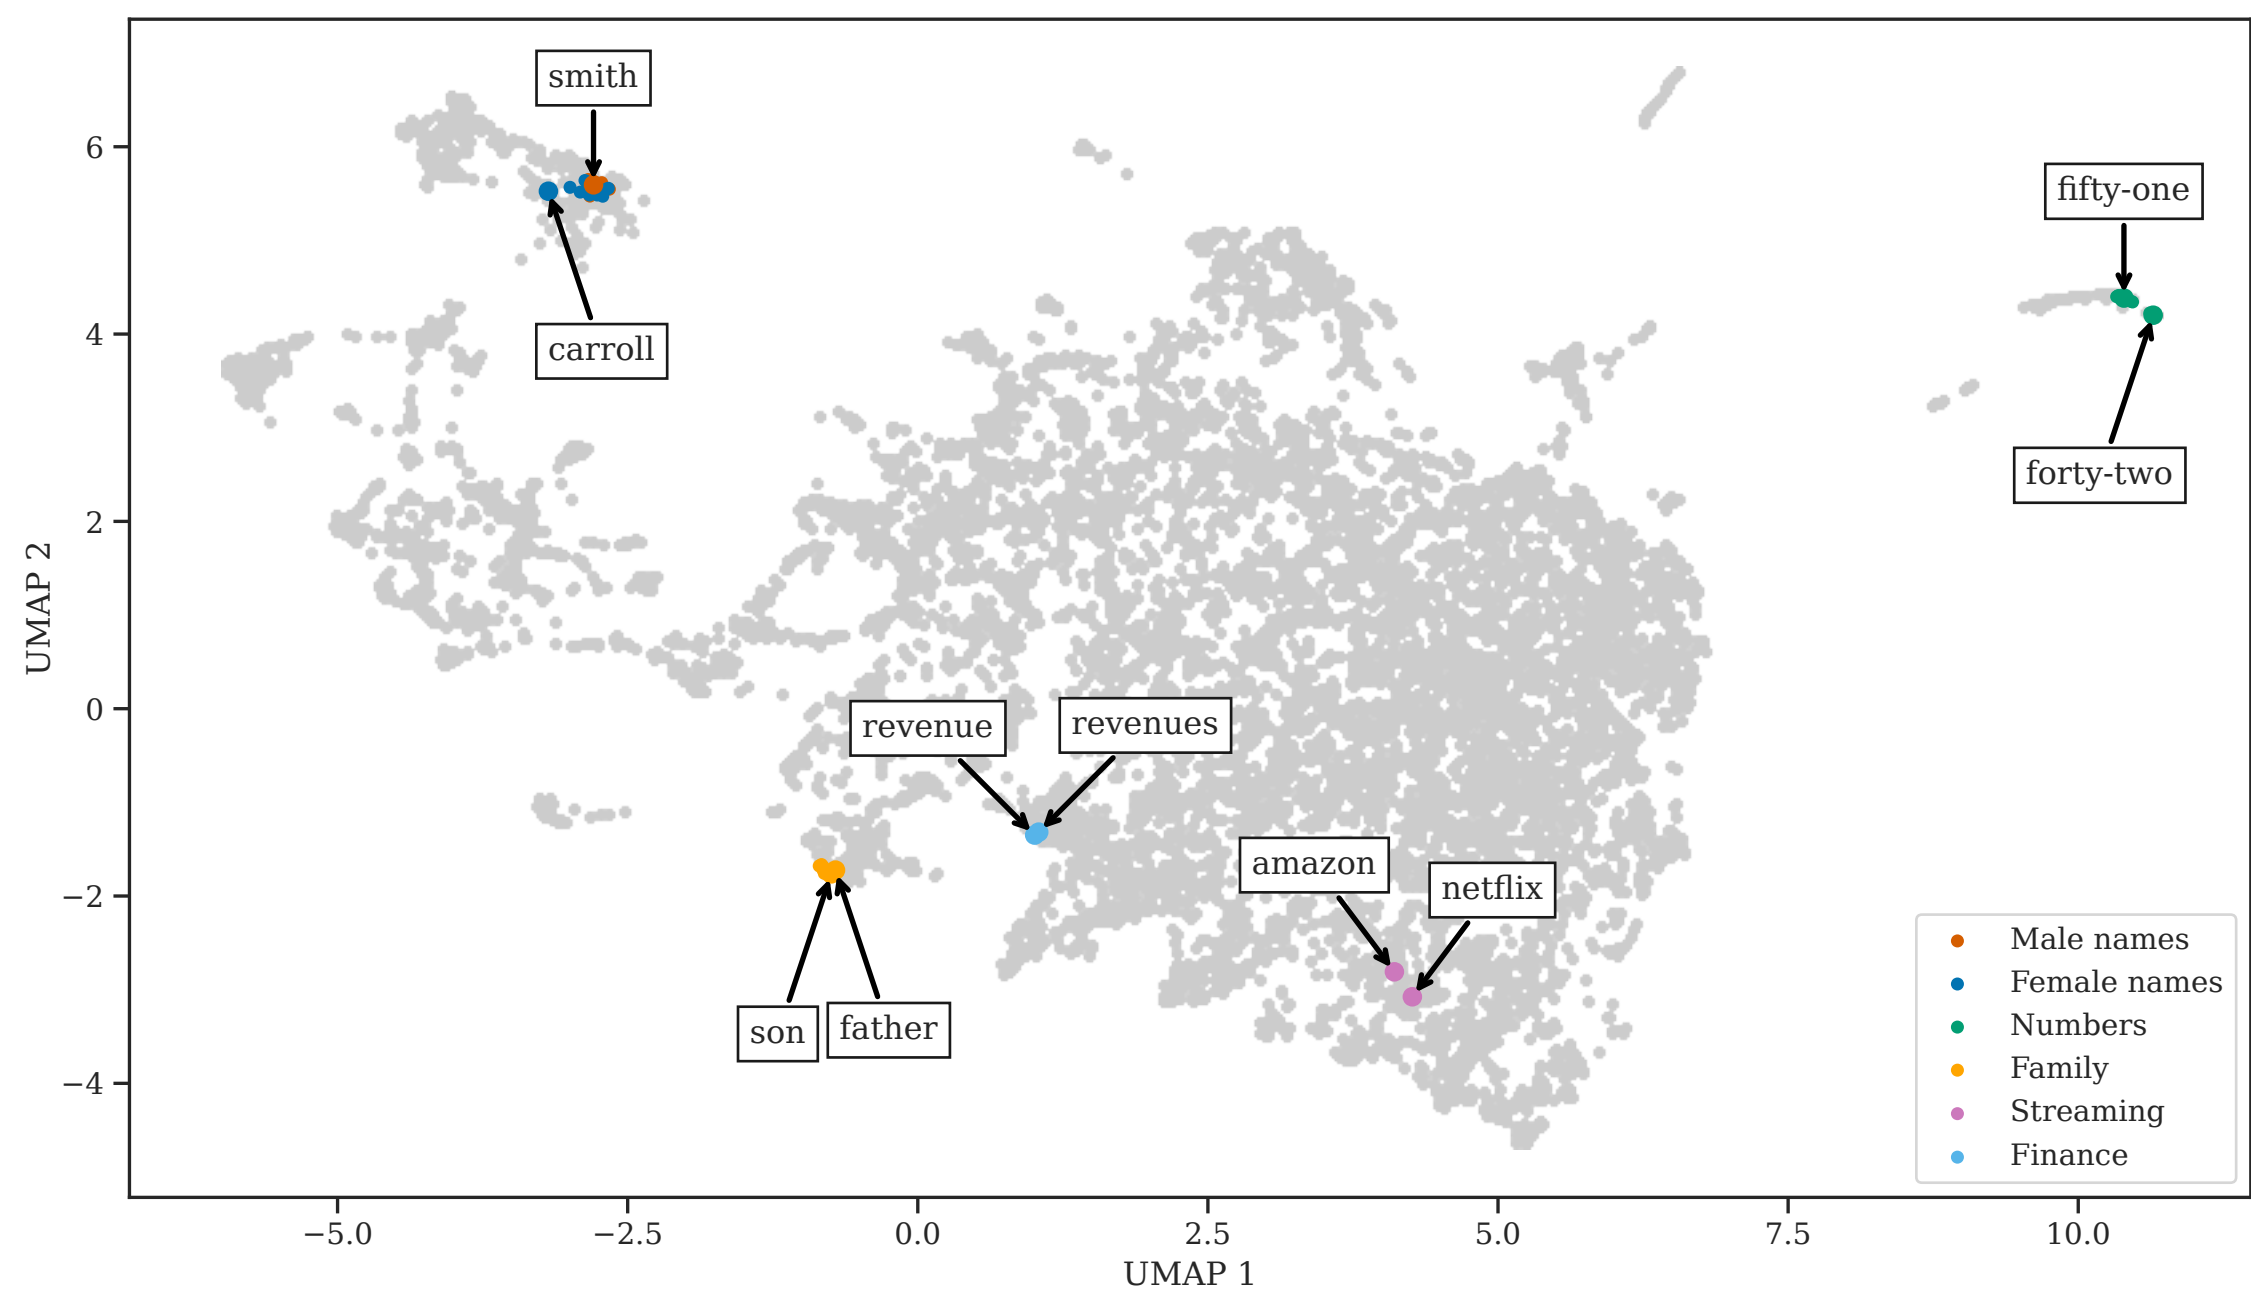 smith
6
fifty-one
carroll
4
forty-two
2
UMAP 2
0
revenue
revenues
amazon
netflix
−2
son
father
−4
Male names
Female names
Numbers
Family
Streaming
Finance
−5.0
−2.5
0.0
2.5
5.0
7.5
10.0
UMAP 1